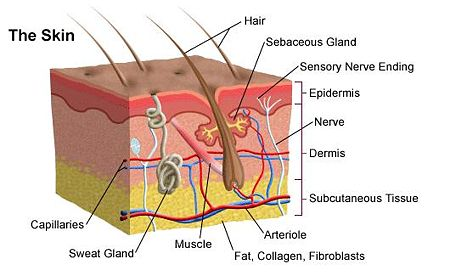 The Skin
Hair
Sebaceous Gland
Sensory Nerve Ending
Epidermis
Nerve
Dermis
Subcutaneous Tissue
Capillaries
Sweat Gland
Muscle
Arteriole
Fat, Collagen, Fibroblasts